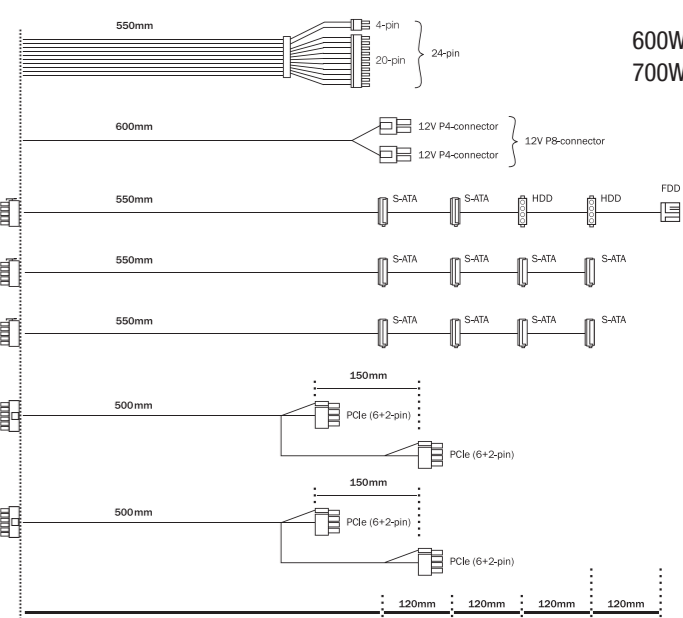 550mm
4-pin
20-pin
24-pin
600W
700W
600mm
12V P4-connector
12V P4-connector
12V P8-connector
550mm
S-ATA
S-ATA
HDD
HDD
FDD
550mm
S-ATA
S-ATA
S-ATA
S-ATA
550mm
S-ATA
S-ATA
S-ATA
S-ATA
150mm
500mm
PCIe (6+2-pin)
PCIe (6+2-pin)
150mm
500mm
PCIe (6+2-pin)
PCIe (6+2-pin)
120mm
120mm
120mm
120mm